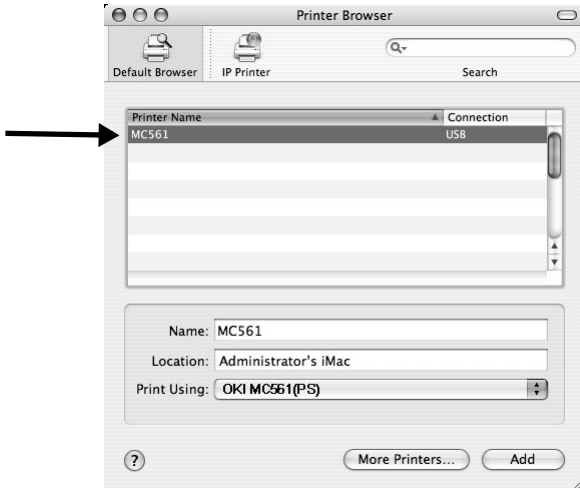 Printer Browser
Default Browser
IP Printer
Search
Printer Name
Connection
MC561
USB
Name: MC561
Location: Administrator's iMac
Print Using: OKI MC561(PS)
?
More Printers...
Add